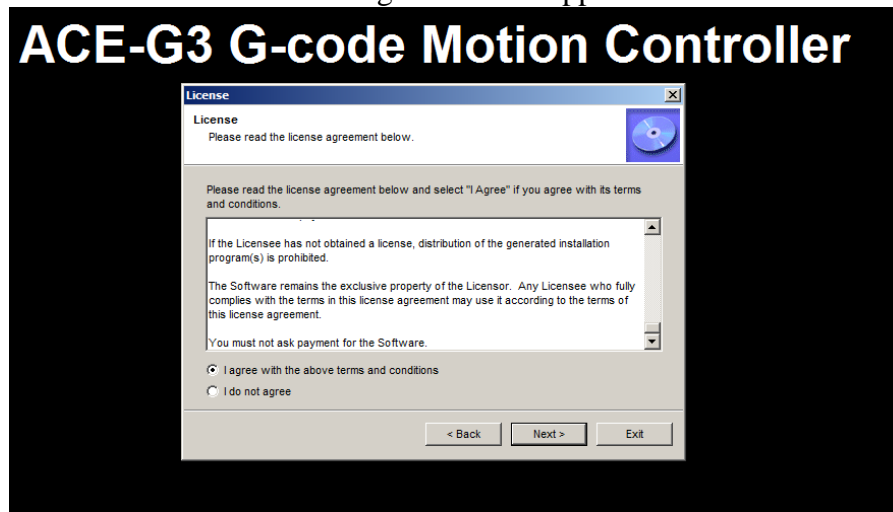 ACE-G3 G-code Motion Controller
License
License
Please read the license agreement below.
Please read the license agreement below and select "I Agree" if you agree with its terms
and conditions.
If the Licensee has not obtained a license, distribution of the generated installation
program(s) is prohibited.
The Software remains the exclusive property of the Licensor.  Any Licensee who fully
complies with the terms in this license agreement may use it according to the terms of
this license agreement.
You must not ask payment for the Software.
I agree with the above terms and conditions
I do not agree
< Back
Next >
Exit